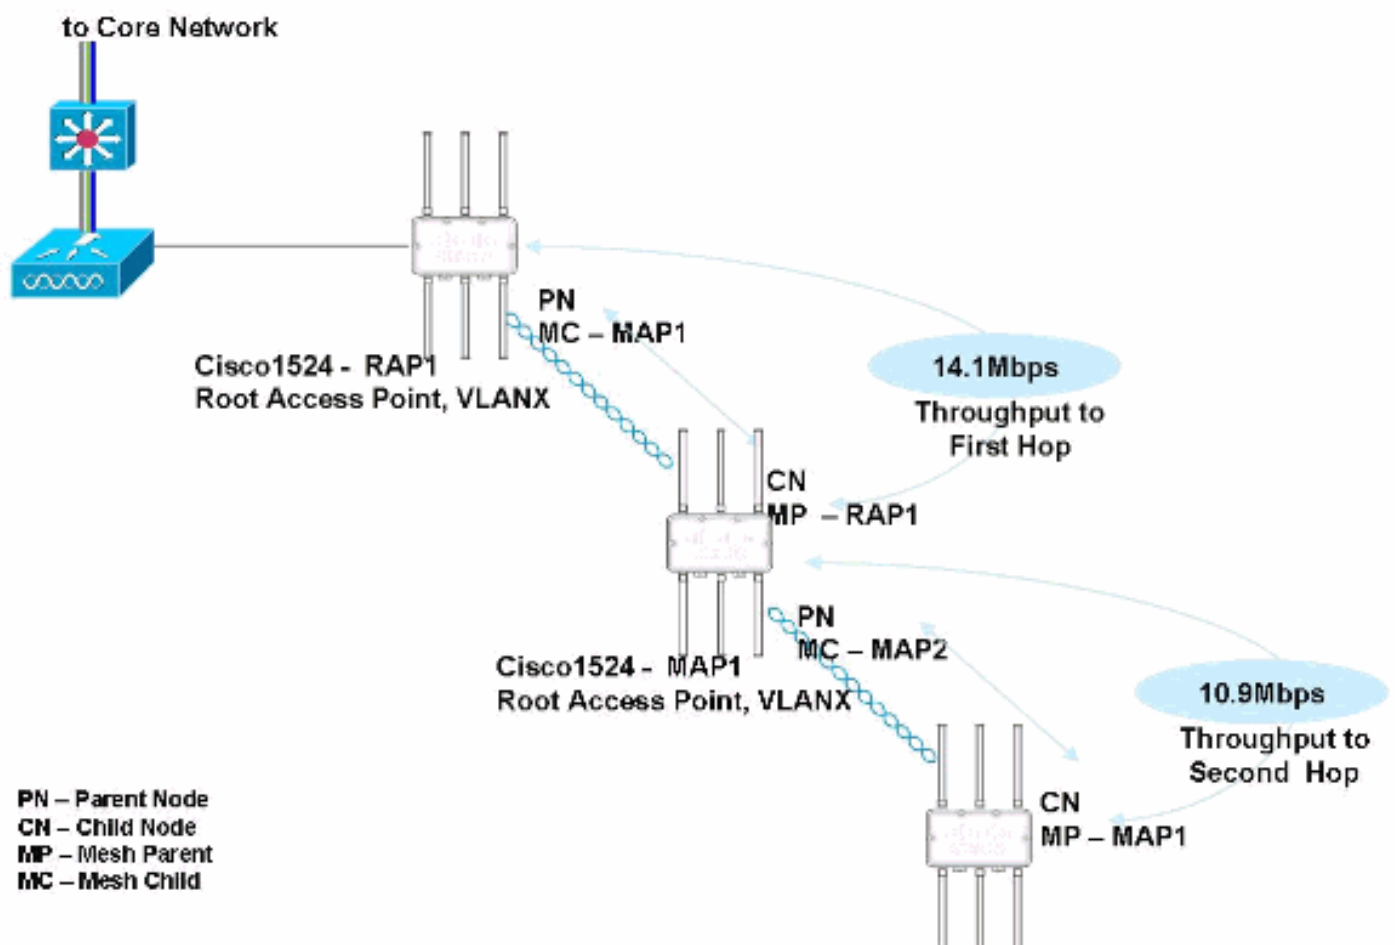 to Core Network
PN
MC – MAP1
Cisco1524 - RAP1
Root Access Point, VLANX
14.1Mbps
Throughput to
First Hop
CN
MP – RAP1
PN
MC – MAP2
Cisco1524 - MAP1
Root Access Point, VLANX
10.9Mbps
Throughput to
Second Hop
CN
MP – MAP1
PN – Parent Node
CN – Child Node
MP – Mesh Parent
MC – Mesh Child